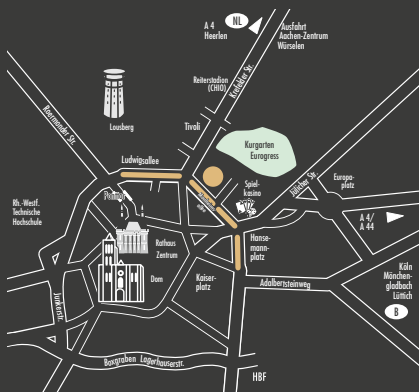 A 4
Heerlen
NL
Ausfahrt
Aachen-Zentrum
Würselen
Krefelder Str.
Reiterstadion
(CHIO)
Lousberg
Roermonder Str.
Tivoli
Kurgarten
Eurogress
Ludwigsallee
Jülicher Str.
Spiel-
kasino
Europa-
platz
Rh.-Westf.
Technische
Hochschule
A 4/
A 44
Rathaus
Zentrum
Hanse-
mann-
platz
Dom
Kaiser-
platz
Adalbertsteinweg
Köln
Mönchen-
gladbach
Lüttich
B
Junkerstr.
Boxgraben
Lagerhausstr.
HBF